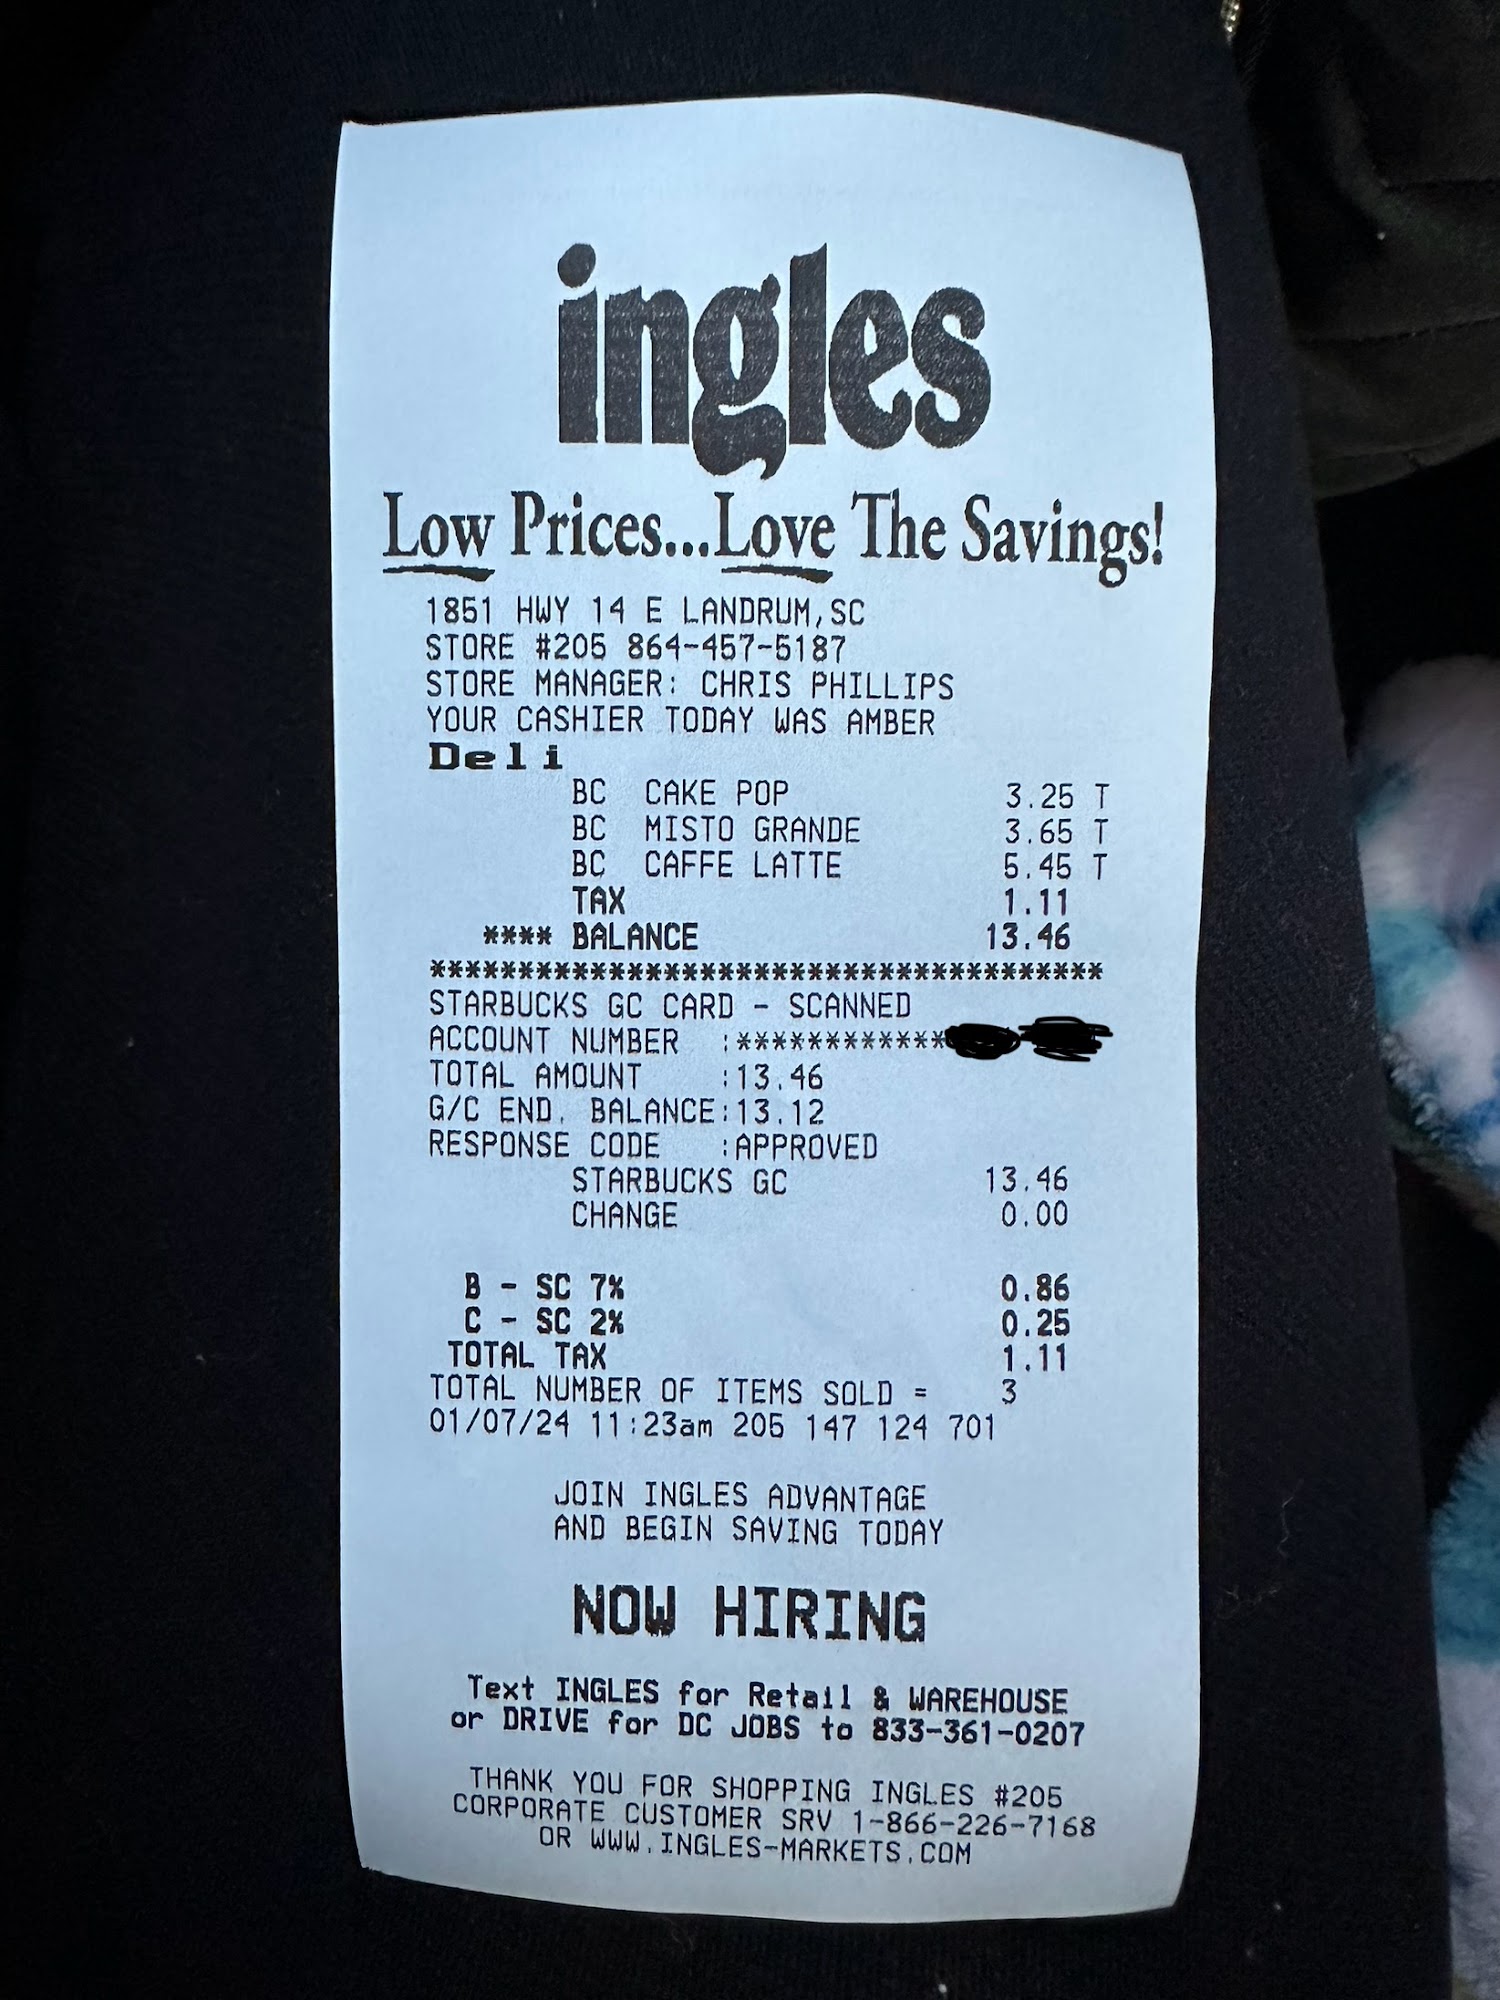 ingles
Low Prices...Love The Savings!
1851 HWY 14 E LANDRUM,SC
STORE #205 864-457-5187
STORE MANAGER: CHRIS PHILLIPS
YOUR CASHIER TODAY WAS AMBER
Deli
BC CAKE POP 3.25 T
BC MISTO GRANDE 3.65 T
BC CAFFE LATTE 5.45 T
TAX 1.11
**** BALANCE 13.46
**************************************
STARBUCKS GC CARD - SCANNED
ACCOUNT NUMBER :************
TOTAL AMOUNT :13.46
G/C END. BALANCE:13.12
RESPONSE CODE :APPROVED
STARBUCKS GC 13.46
CHANGE 0.00
B - SC 7% 0.86
C - SC 2% 0.25
TOTAL TAX 1.11
TOTAL NUMBER OF ITEMS SOLD = 3
01/07/24 11:23am 205 147 124 701
JOIN INGLES ADVANTAGE
AND BEGIN SAVING TODAY
NOW HIRING
Text INGLES for Retail & WAREHOUSE
or DRIVE for DC JOBS to 833-361-0207
THANK YOU FOR SHOPPING INGLES #205
CORPORATE CUSTOMER SRV 1-866-226-7168
OR WWW.INGLES-MARKETS.COM